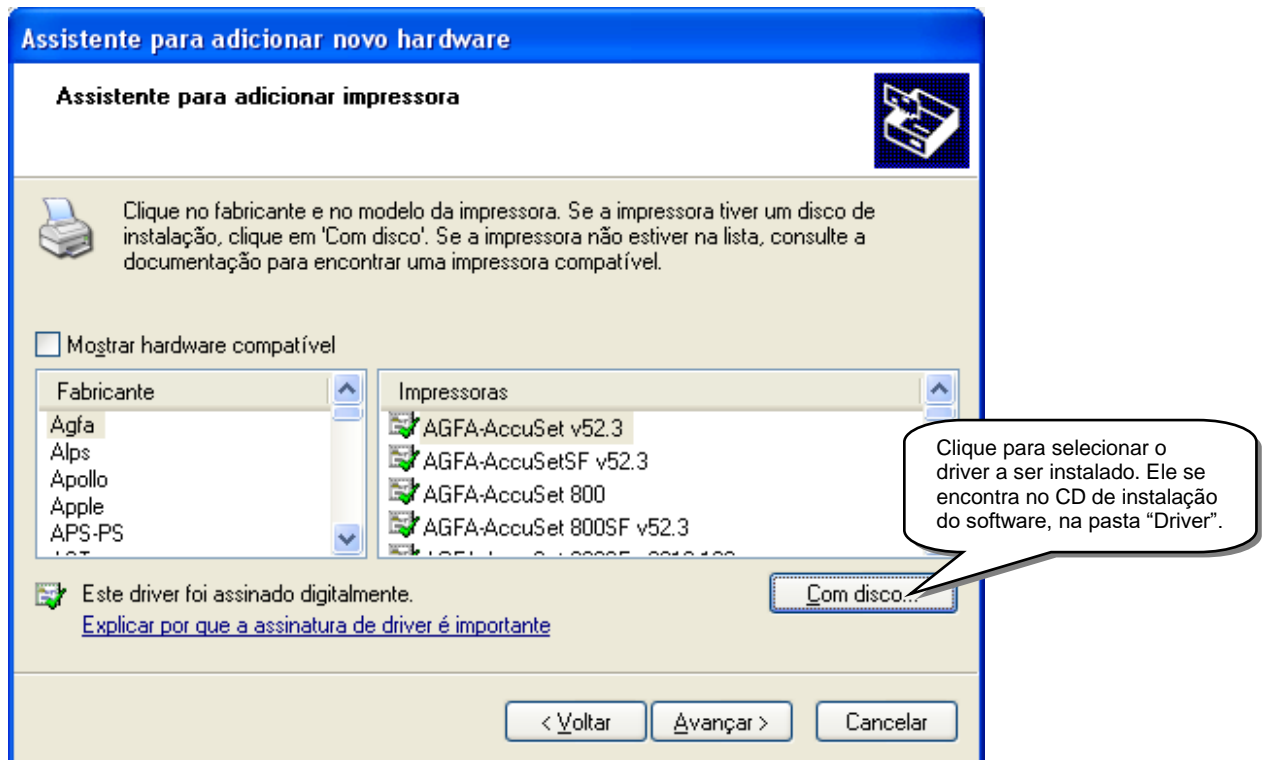 Assistente para adicionar novo hardware
Assistente para adicionar impressora
Clique no fabricante e no modelo da impressora. Se a impressora tiver um disco de
instalação, clique em 'Com disco'. Se a impressora não estiver na lista, consulte a
documentação para encontrar uma impressora compatível.
Mostrar hardware compatível
Fabricante
Agfa
Alps
Apollo
Apple
APS-PS
Impressoras
AGFA-AccuSet v52.3
AGFA-AccuSetSF v52.3
AGFA-AccuSet 800
AGFA-AccuSet 800SF v52.3
Clique para selecionar o
driver a ser instalado. Ele se
encontra no CD de instalação
do software, na pasta “Driver”.
Este driver foi assinado digitalmente.
Explicar por que a assinatura de driver é importante
Com disco...
< Voltar
Avançar >
Cancelar